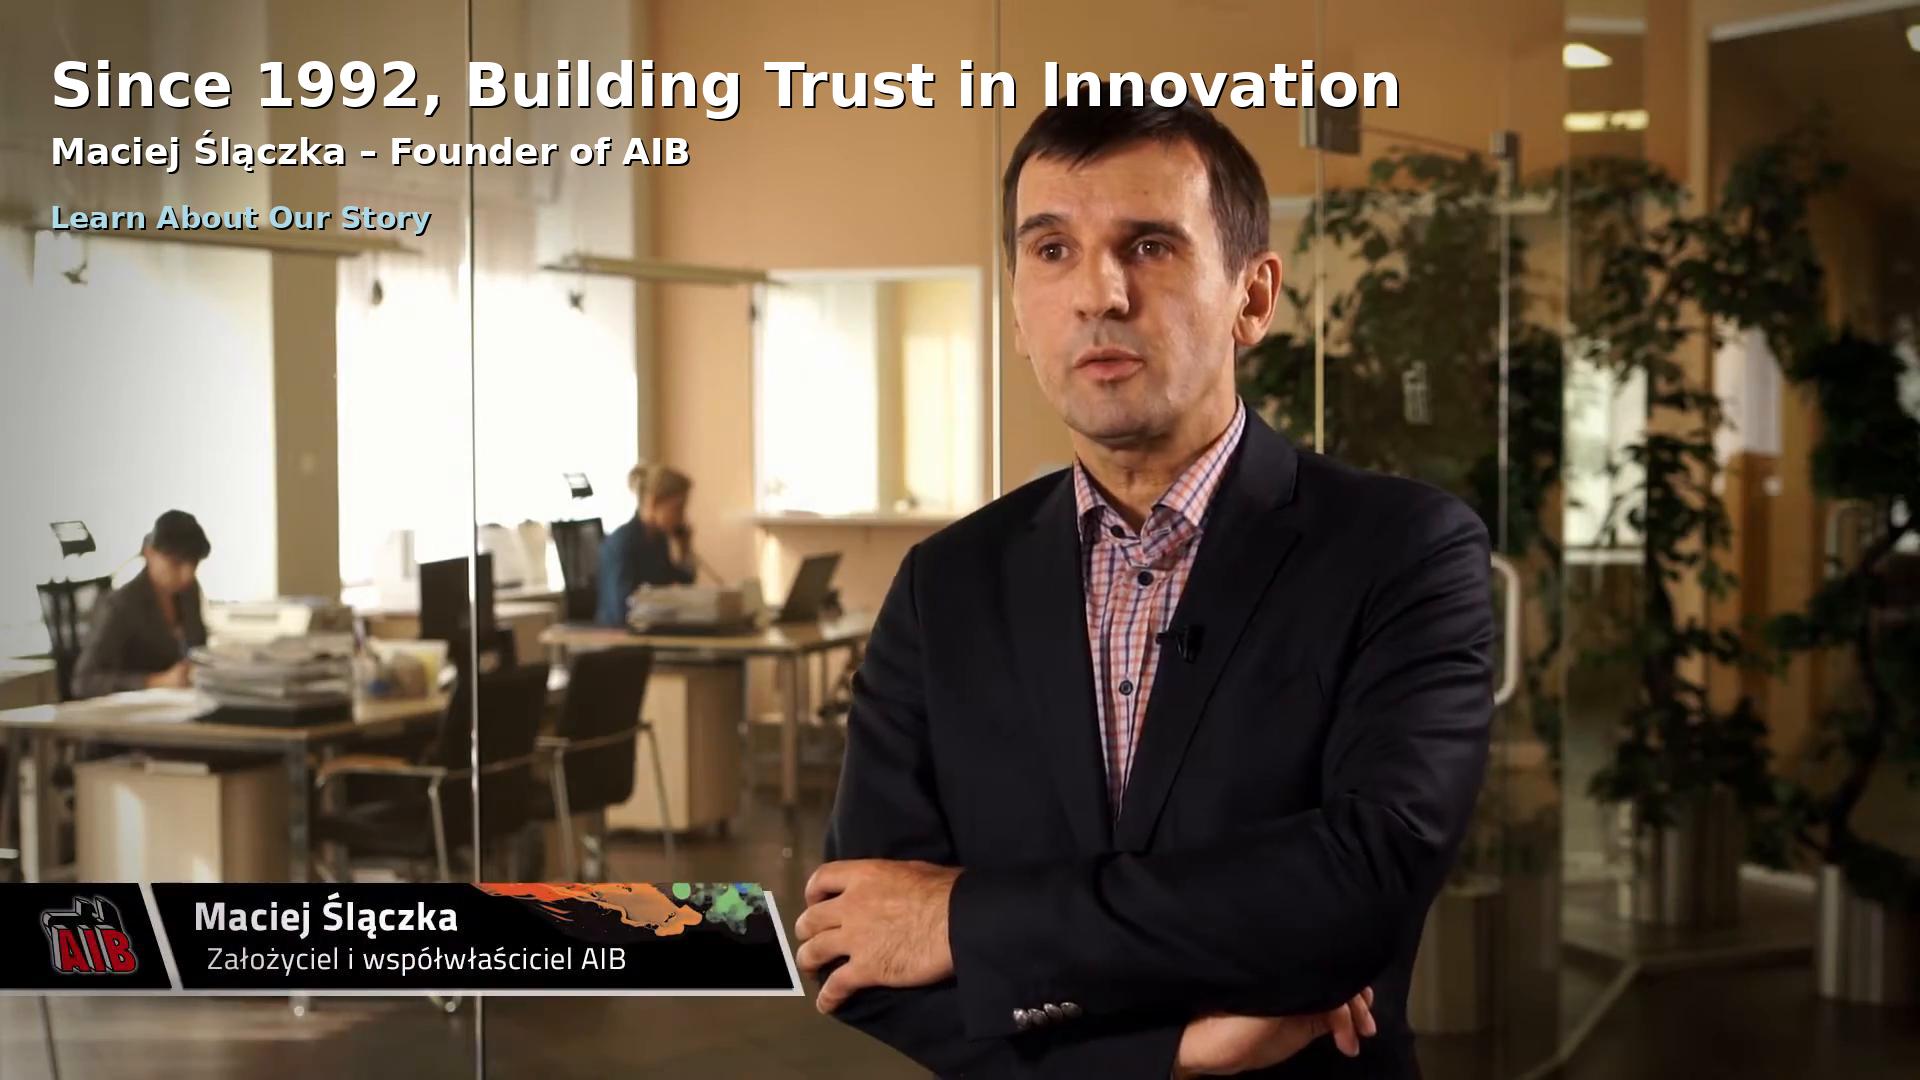 Since 1992, Building Trust in Innovation
Maciej Ślączka – Founder of AIB
Learn About Our Story
AIB
Maciej Ślączka
Założyciel i współwłaściciel AIB